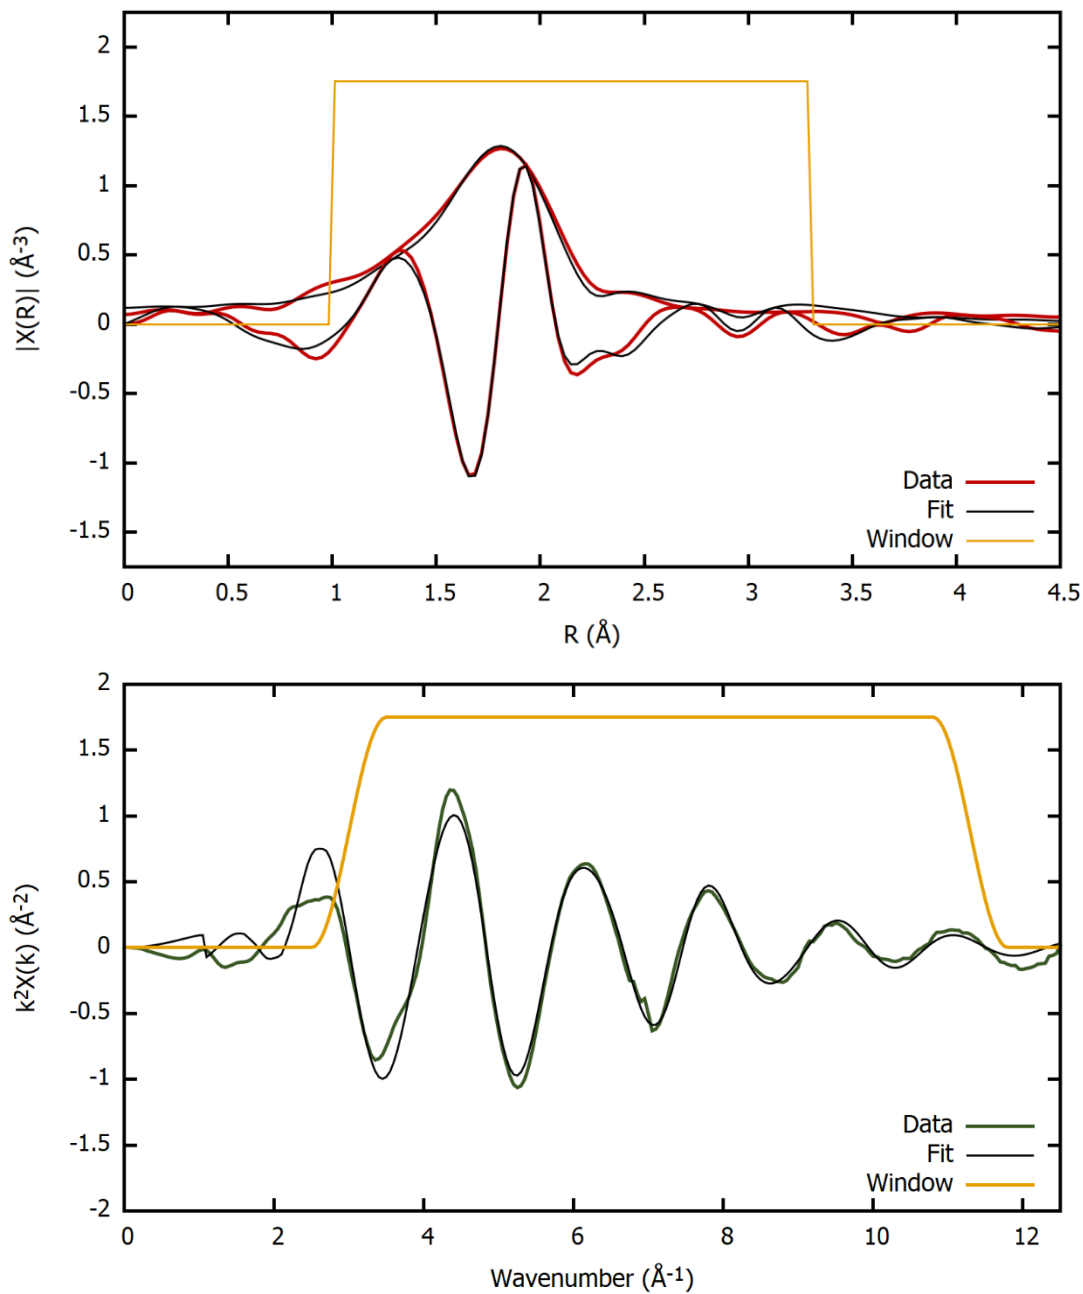 2
1.5
1
0.5
0
-0.5
-1
-1.5
|X(R)| (Å⁻³)
Data
Fit
Window
0 0.5 1 1.5 2 2.5 3 3.5 4 4.5
R (Å)
2
1.5
1
0.5
0
-0.5
-1
-1.5
-2
k²X(k) (Å⁻²)
Data
Fit
Window
0 2 4 6 8 10 12
Wavenumber (Å⁻¹)